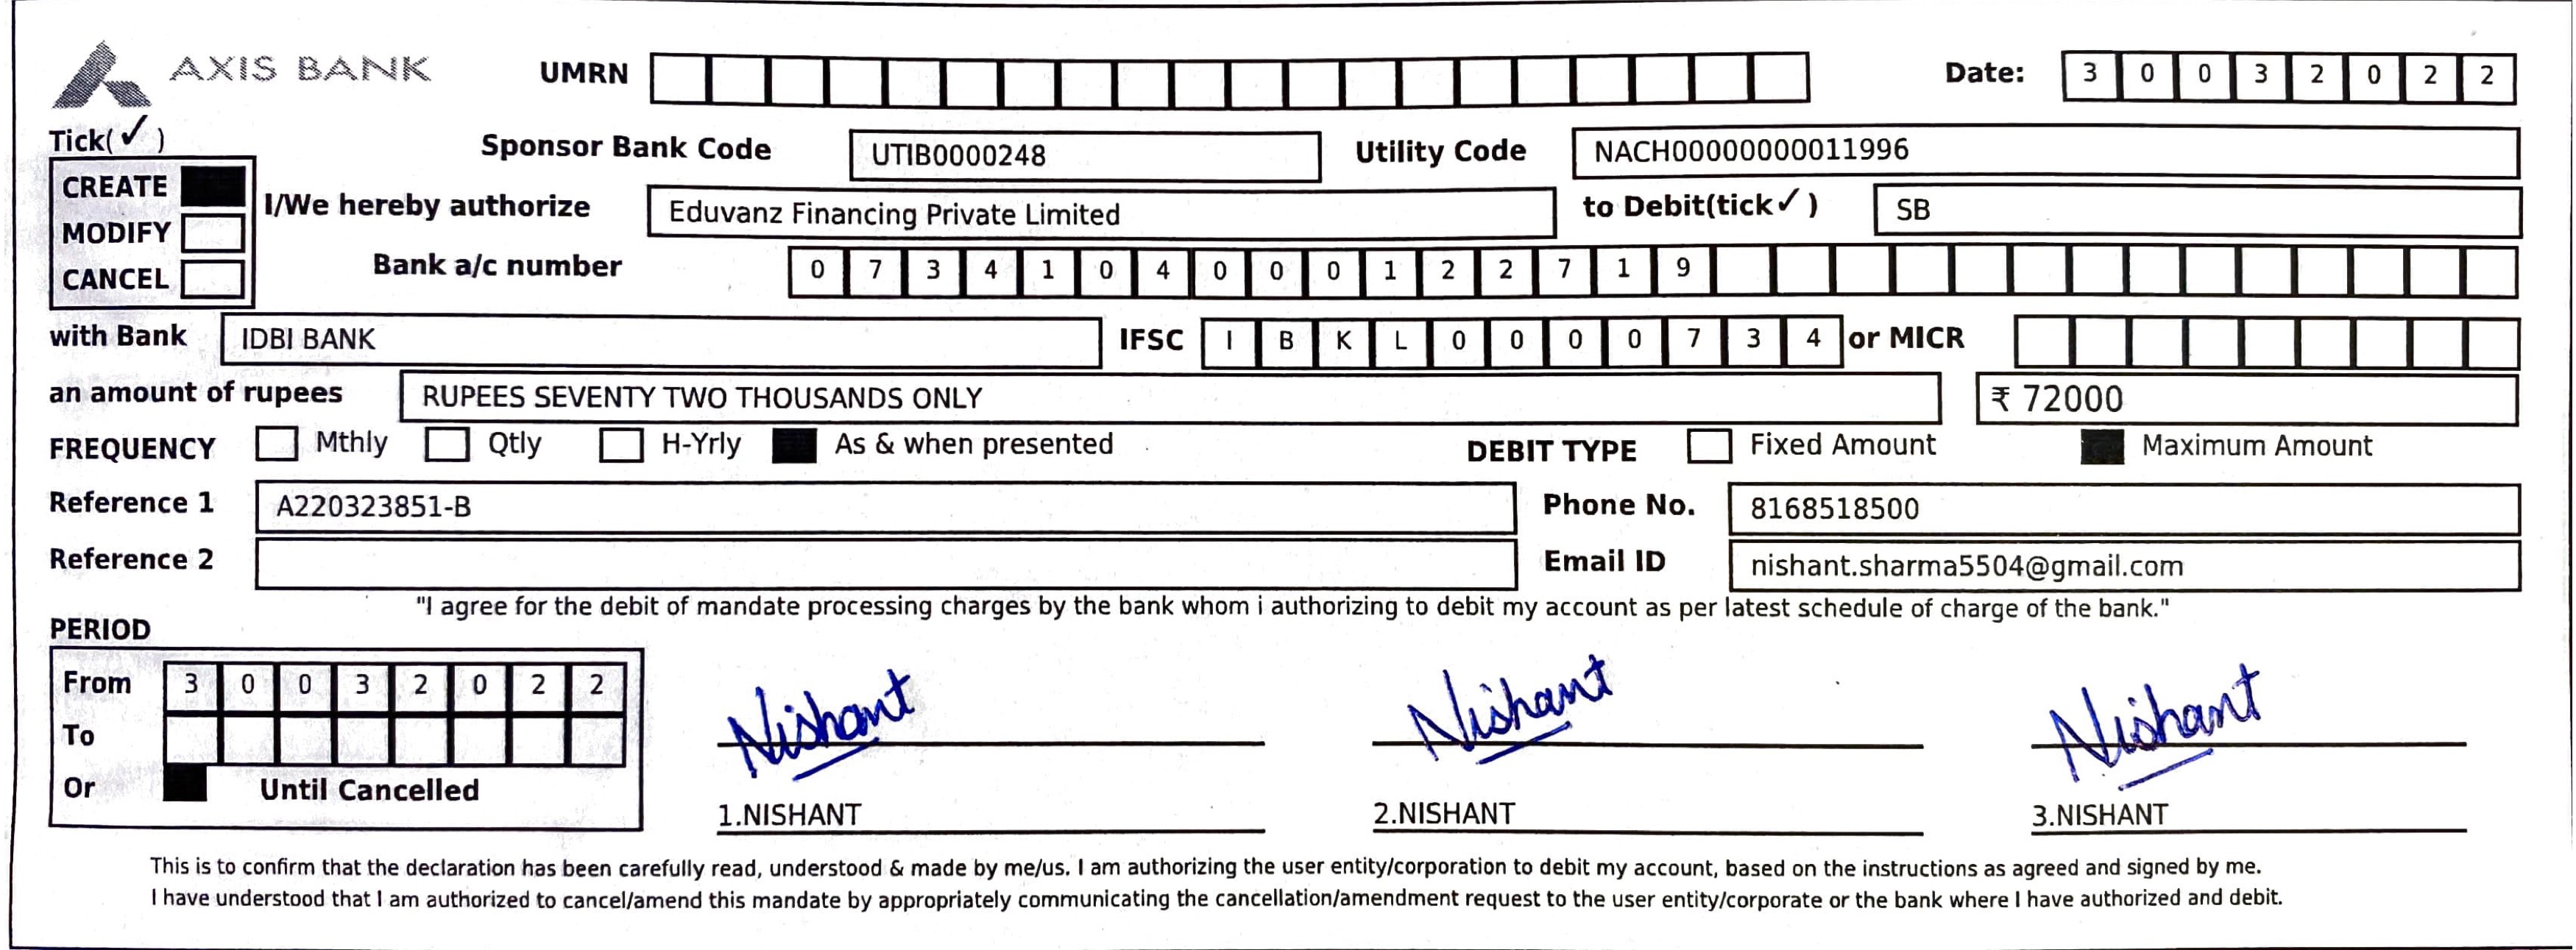 AXIS BANK UMRN Date: 3 0 0 3 2 0 2 2
Tick(✓)
Sponsor Bank Code UTIB0000248 Utility Code NACH00000000011996
CREATE
I/We hereby authorize Eduvanz Financing Private Limited to Debit(tick✓) SB
MODIFY
Bank a/c number 0 7 3 4 1 0 4 0 0 0 1 2 2 7 1 9
CANCEL
with Bank IDBI BANK IFSC I B K L 0 0 0 0 7 3 4 or MICR
an amount of rupees RUPEES SEVENTY TWO THOUSANDS ONLY ₹ 72000
FREQUENCY Mthly Qtly H-Yrly As & when presented DEBIT TYPE Fixed Amount Maximum Amount
Reference 1 A220323851-B Phone No. 8168518500
Reference 2 Email ID nishant.sharma5504@gmail.com
"I agree for the debit of mandate processing charges by the bank whom i authorizing to debit my account as per latest schedule of charge of the bank."
PERIOD
From 3 0 0 3 2 0 2 2
To
Nishant Nishant Nishant
Or Until Cancelled
1.NISHANT 2.NISHANT 3.NISHANT
This is to confirm that the declaration has been carefully read, understood & made by me/us. I am authorizing the user entity/corporation to debit my account, based on the instructions as agreed and signed by me.
I have understood that I am authorized to cancel/amend this mandate by appropriately communicating the cancellation/amendment request to the user entity/corporate or the bank where I have authorized and debit.